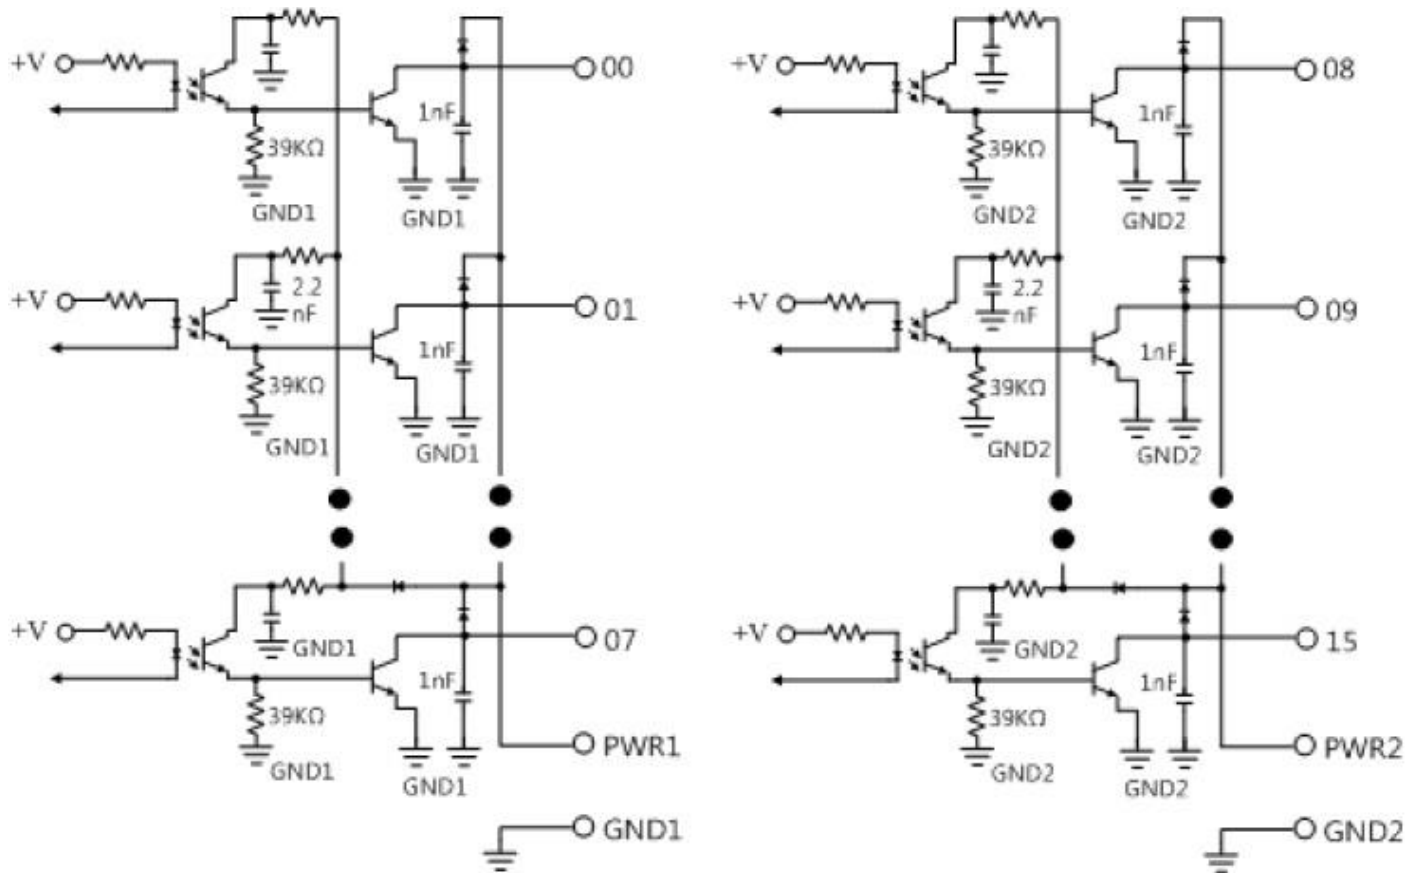 +V
00
1nF
39KΩ
GND1
GND1
+V
2.2
nF
01
1nF
39KΩ
GND1
GND1
+V
GND1
07
1nF
39KΩ
GND1
GND1
PWR1
GND1
+V
08
1nF
39KΩ
GND2
GND2
+V
2.2
nF
09
1nF
39KΩ
GND2
GND2
+V
GND2
15
1nF
39KΩ
GND2
GND2
PWR2
GND2